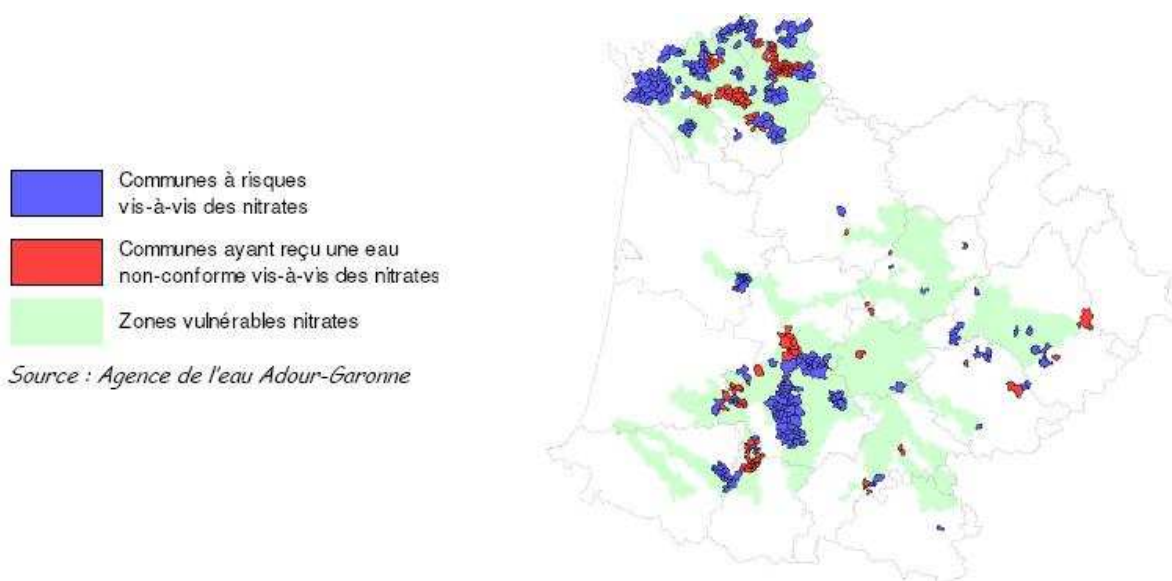 Communes à risques
vis-à-vis des nitrates
Communes ayant reçu une eau
non-conforme vis-à-vis des nitrates
Zones vulnérables nitrates
Source : Agence de l'eau Adour-Garonne